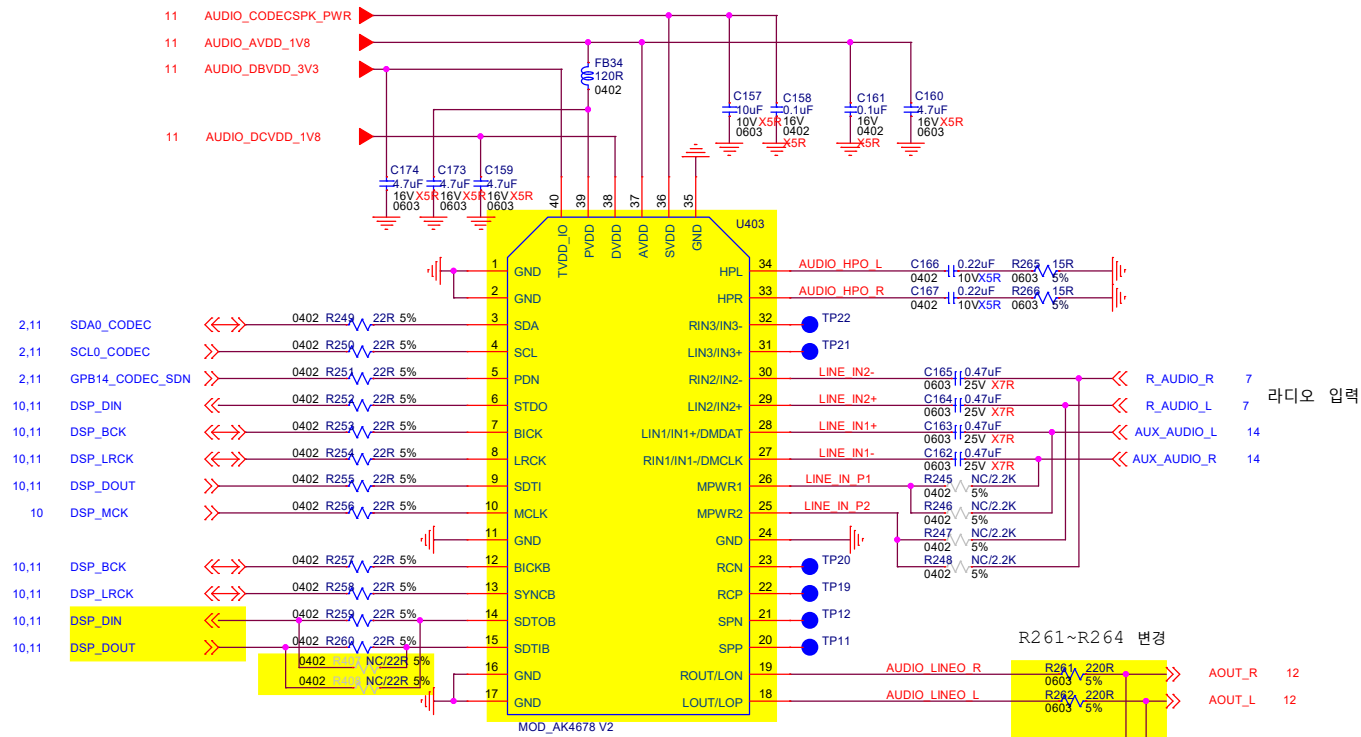 11 AUDIO_CODECSPK_PWR
11 AUDIO_AVDD_1V8
11 AUDIO_DBVDD_3V3
11 AUDIO_DCVDD_1V8
FB34
120R
0402
C157
10uF
10V X5R
0603
C158
0.1uF
16V
0402
X5R
C161
0.1uF
16V
0402
X5R
C160
4.7uF
16V X5R
0603
C174
4.7uF
16V X5R
0603
C173
4.7uF
16V X5R
0603
C159
4.7uF
16V X5R
0603
40 39 38 37 36 35
TVDD_IO PVDD DVDD AVDD SVDD GND
U403
1 GND
2 GND
2,11 SDA0_CODEC 0402 R249 22R 5% 3 SDA
2,11 SCL0_CODEC 0402 R250 22R 5% 4 SCL
2,11 GPB14_CODEC_SDN 0402 R251 22R 5% 5 PDN
10,11 DSP_DIN 0402 R252 22R 5% 6 STDO
10,11 DSP_BCK 0402 R253 22R 5% 7 BICK
10,11 DSP_LRCK 0402 R254 22R 5% 8 LRCK
10,11 DSP_DOUT 0402 R255 22R 5% 9 SDTI
10 DSP_MCK 0402 R256 22R 5% 10 MCLK
11 GND
10,11 DSP_BCK 0402 R257 22R 5% 12 BICKB
10,11 DSP_LRCK 0402 R258 22R 5% 13 SYNCB
10,11 DSP_DIN 0402 R259 22R 5% 14 SDTOB
10,11 DSP_DOUT 0402 R260 22R 5% 15 SDTIB
0402 R407 NC/22R 5%
0402 R408 NC/22R 5%
16 GND
17 GND
MOD_AK4678 V2
HPL 34 AUDIO_HPO_L C166 0.22uF R265 15R
0402 10V X5R 0603 5%
HPR 33 AUDIO_HPO_R C167 0.22uF R266 15R
0402 10V X5R 0603 5%
RIN3/IN3- 32 TP22
LIN3/IN3+ 31 TP21
RIN2/IN2- 30 LINE_IN2- C165 0.47uF R_AUDIO_R 7
0603 25V X7R
LIN2/IN2+ 29 LINE_IN2+ C164 0.47uF R_AUDIO_L 7
0603 25V X7R
라디오 입력
LIN1/IN1+/DMDAT 28 LINE_IN1+ C163 0.47uF AUX_AUDIO_L 14
0603 25V X7R
RIN1/IN1-/DMCLK 27 LINE_IN1- C162 0.47uF AUX_AUDIO_R 14
0603 25V X7R
MPWR1 26 LINE_IN_P1 R245 NC/2.2K
0402 5%
MPWR2 25 LINE_IN_P2 R246 NC/2.2K
0402 5%
GND 24 R247 NC/2.2K
0402 5%
RCN 23 TP20 R248 NC/2.2K
0402 5%
RCP 22 TP19
SPN 21 TP12
SPP 20 TP11
R261~R264 변경
ROUT/LON 19 AUDIO_LINEO_R R261 220R AOUT_R 12
0603 5%
LOUT/LOP 18 AUDIO_LINEO_L R262 220R AOUT_L 12
0603 5%